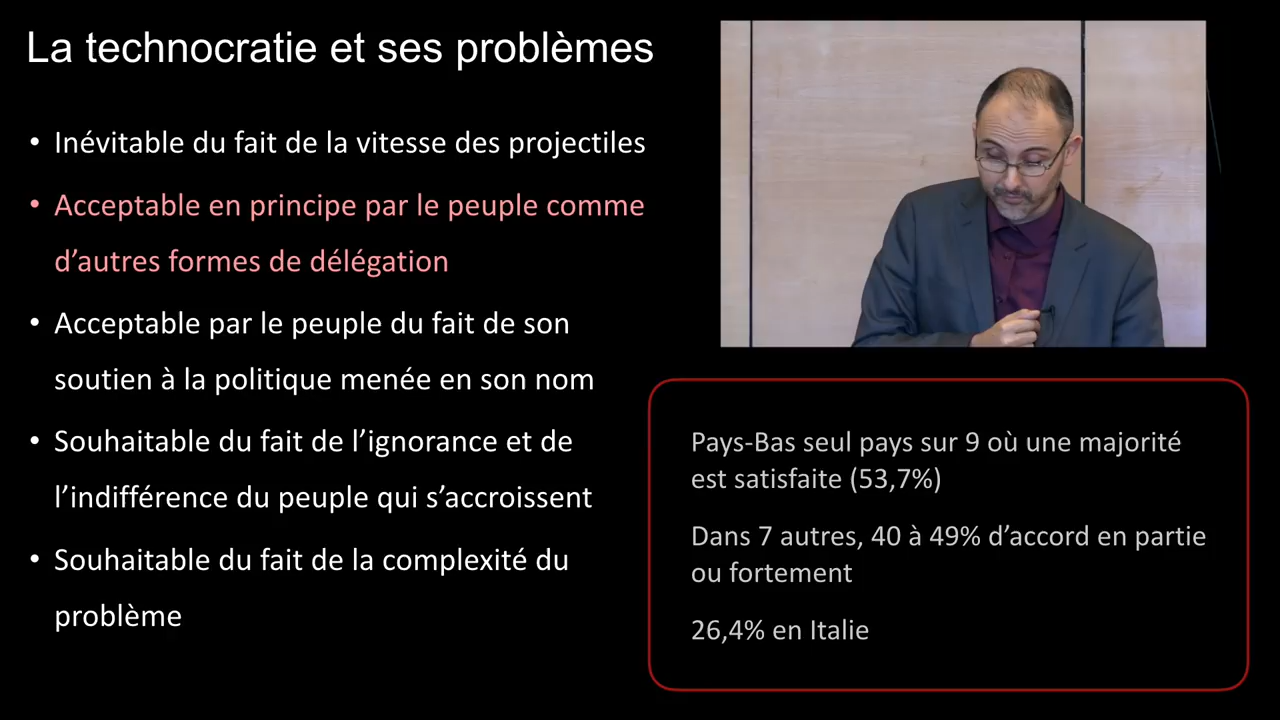 La technocratie et ses problèmes
• Inévitable du fait de la vitesse des projectiles
• Acceptable en principe par le peuple comme
d’autres formes de délégation
• Acceptable par le peuple du fait de son
soutien à la politique menée en son nom
• Souhaitable du fait de l’ignorance et de
l’indifférence du peuple qui s’accroissent
• Souhaitable du fait de la complexité du
problème
Pays-Bas seul pays sur 9 où une majorité
est satisfaite (53,7%)
Dans 7 autres, 40 à 49% d’accord en partie
ou fortement
26,4% en Italie